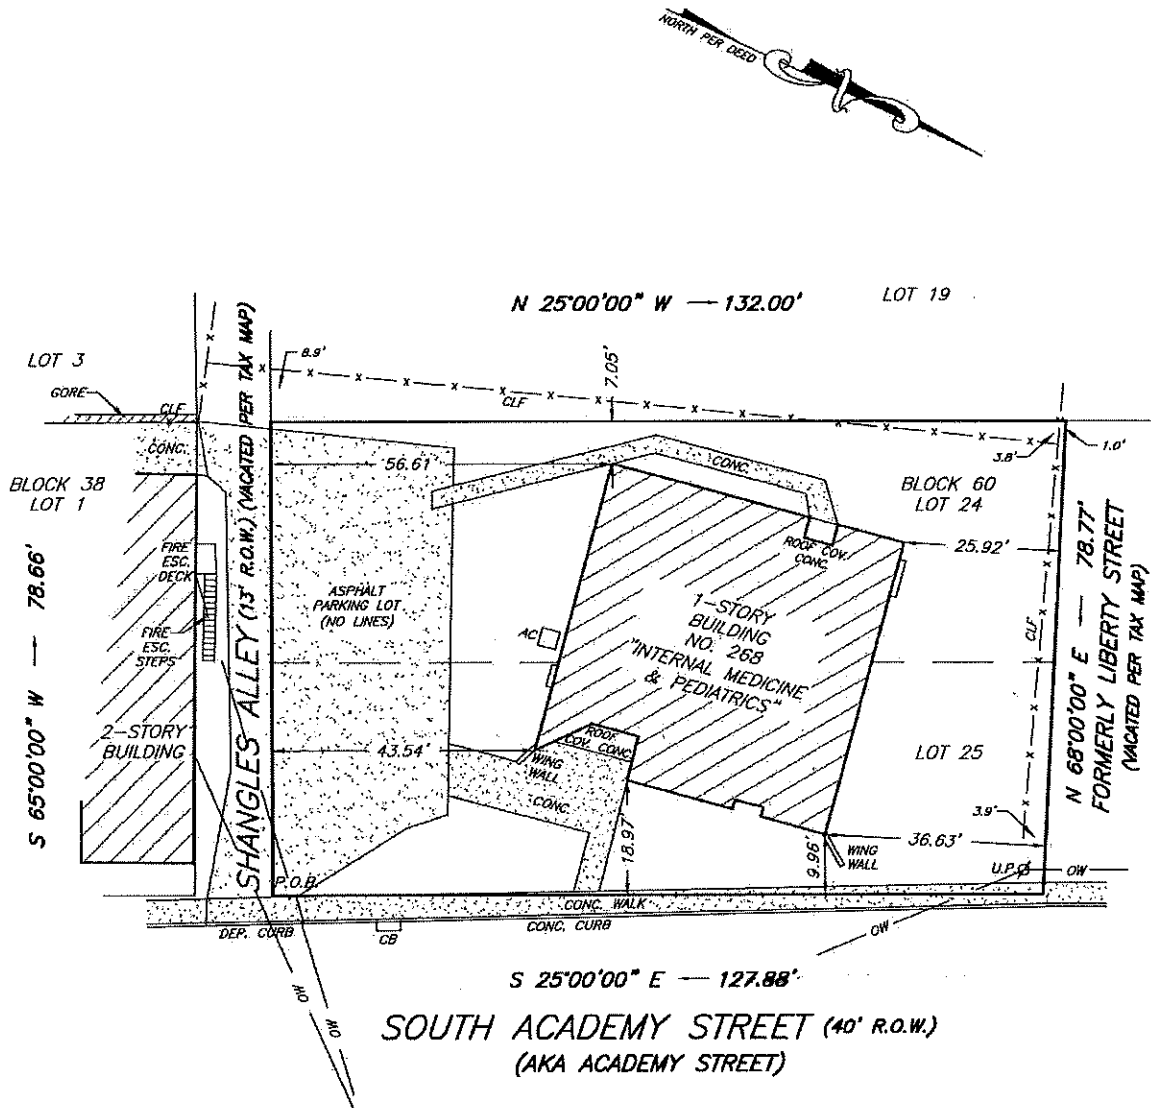 NORTH PER DEED
N 25°00'00" W — 132.00'
LOT 19
LOT 3
GORE
CLF
8.9'
7.05'
CLF
CONC.
BLOCK 38
LOT 1
SHANGLES ALLEY (13' R.O.W.) (VACATED PER TAX MAP)
56.61'
CONC.
3.8'
1.0'
BLOCK 60
LOT 24
ROOF COV.
CONC.
25.92'
S 65°00'00" W — 78.66'
FIRE
ESC.
DECK
FIRE
ESC.
STEPS
ASPHALT
PARKING LOT
(NO LINES)
AC
1-STORY
BUILDING
NO. 268
"INTERNAL MEDICINE
& PEDIATRICS"
CLF
N 68°00'00" E — 78.77'
FORMERLY LIBERTY STREET
(VACATED PER TAX MAP)
2-STORY
BUILDING
43.54'
ROOF
COV. CONC.
WING
WALL
CONC.
LOT 25
18.97'
9.96'
3.9'
36.63'
WING
WALL
U.P.
OW
P.O.B.
CONC. WALK
DEP. CURB
CB
CONC. CURB
OW
OW
OW
S 25°00'00" E — 127.88'
SOUTH ACADEMY STREET (40' R.O.W.)
(AKA ACADEMY STREET)